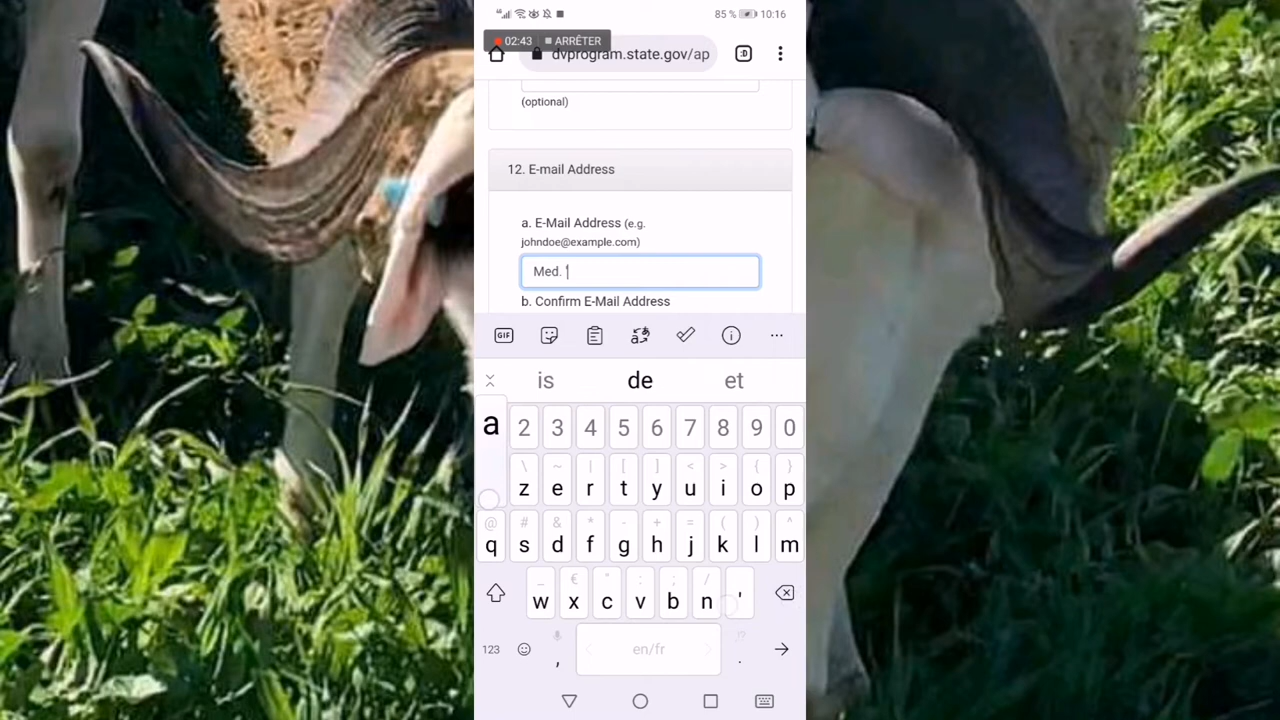 85 % 10:16
02:43 ARRÊTER
dvprogram.state.gov/ap
:D
(optional)
12. E-mail Address
a. E-Mail Address (e.g.
johndoe@example.com)
Med. '
b. Confirm E-Mail Address
GIF
is de et
a 2 3 4 5 6 7 8 9 0
\ ~ | [ ] < > { }
z e r t y u i o p
@ # & * - + = ( ) ^
q s d f g h j k l m
_ € " : ; /
w x c v b n '
!?
123 , en/fr .